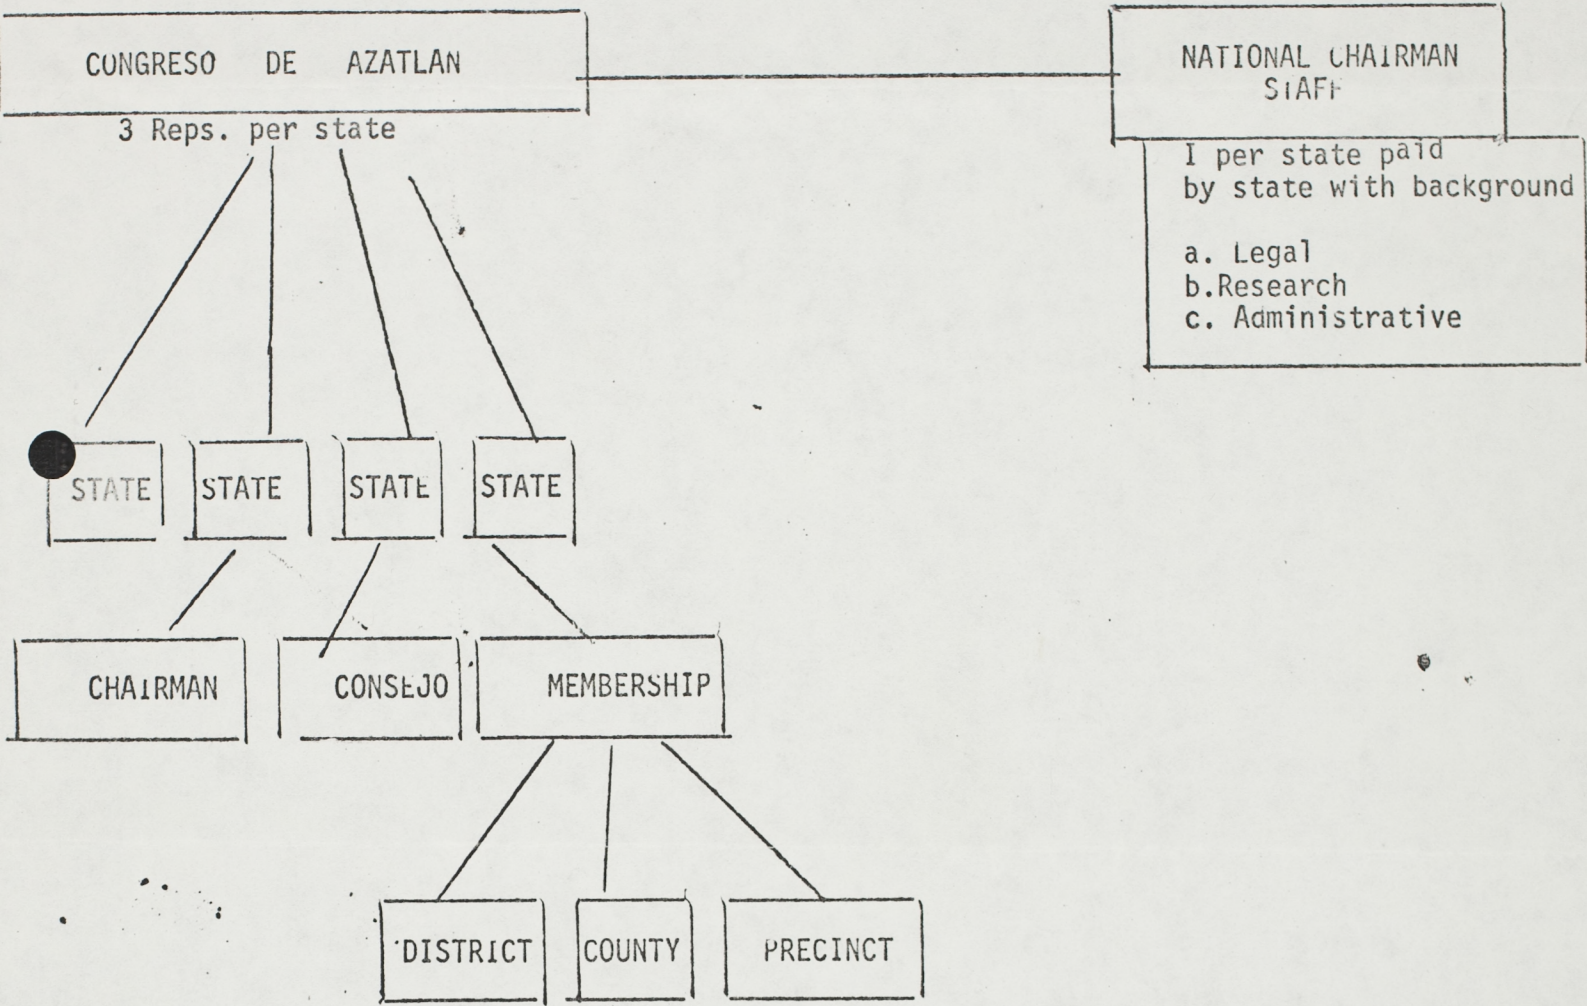 CONGRESO DE AZATLAN
3 Reps. per state
NATIONAL CHAIRMAN
STAFF
I per state paid
by state with background
a. Legal
b.Research
c. Administrative
STATE
STATE
STATE
STATE
CHAIRMAN
CONSEJO
MEMBERSHIP
DISTRICT
COUNTY
PRECINCT